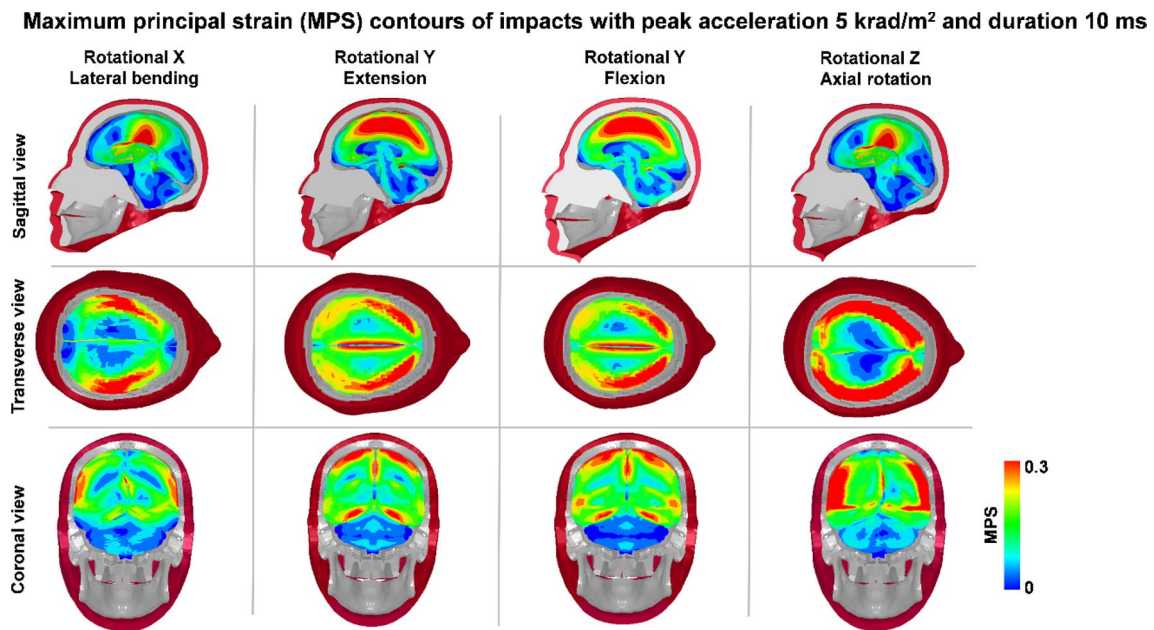 Maximum principal strain (MPS) contours of impacts with peak acceleration 5 krad/m² and duration 10 ms
Rotational X
Lateral bending
Rotational Y
Extension
Rotational Y
Flexion
Rotational Z
Axial rotation
Sagittal view
Transverse view
Coronal view
0.3
MPS
0